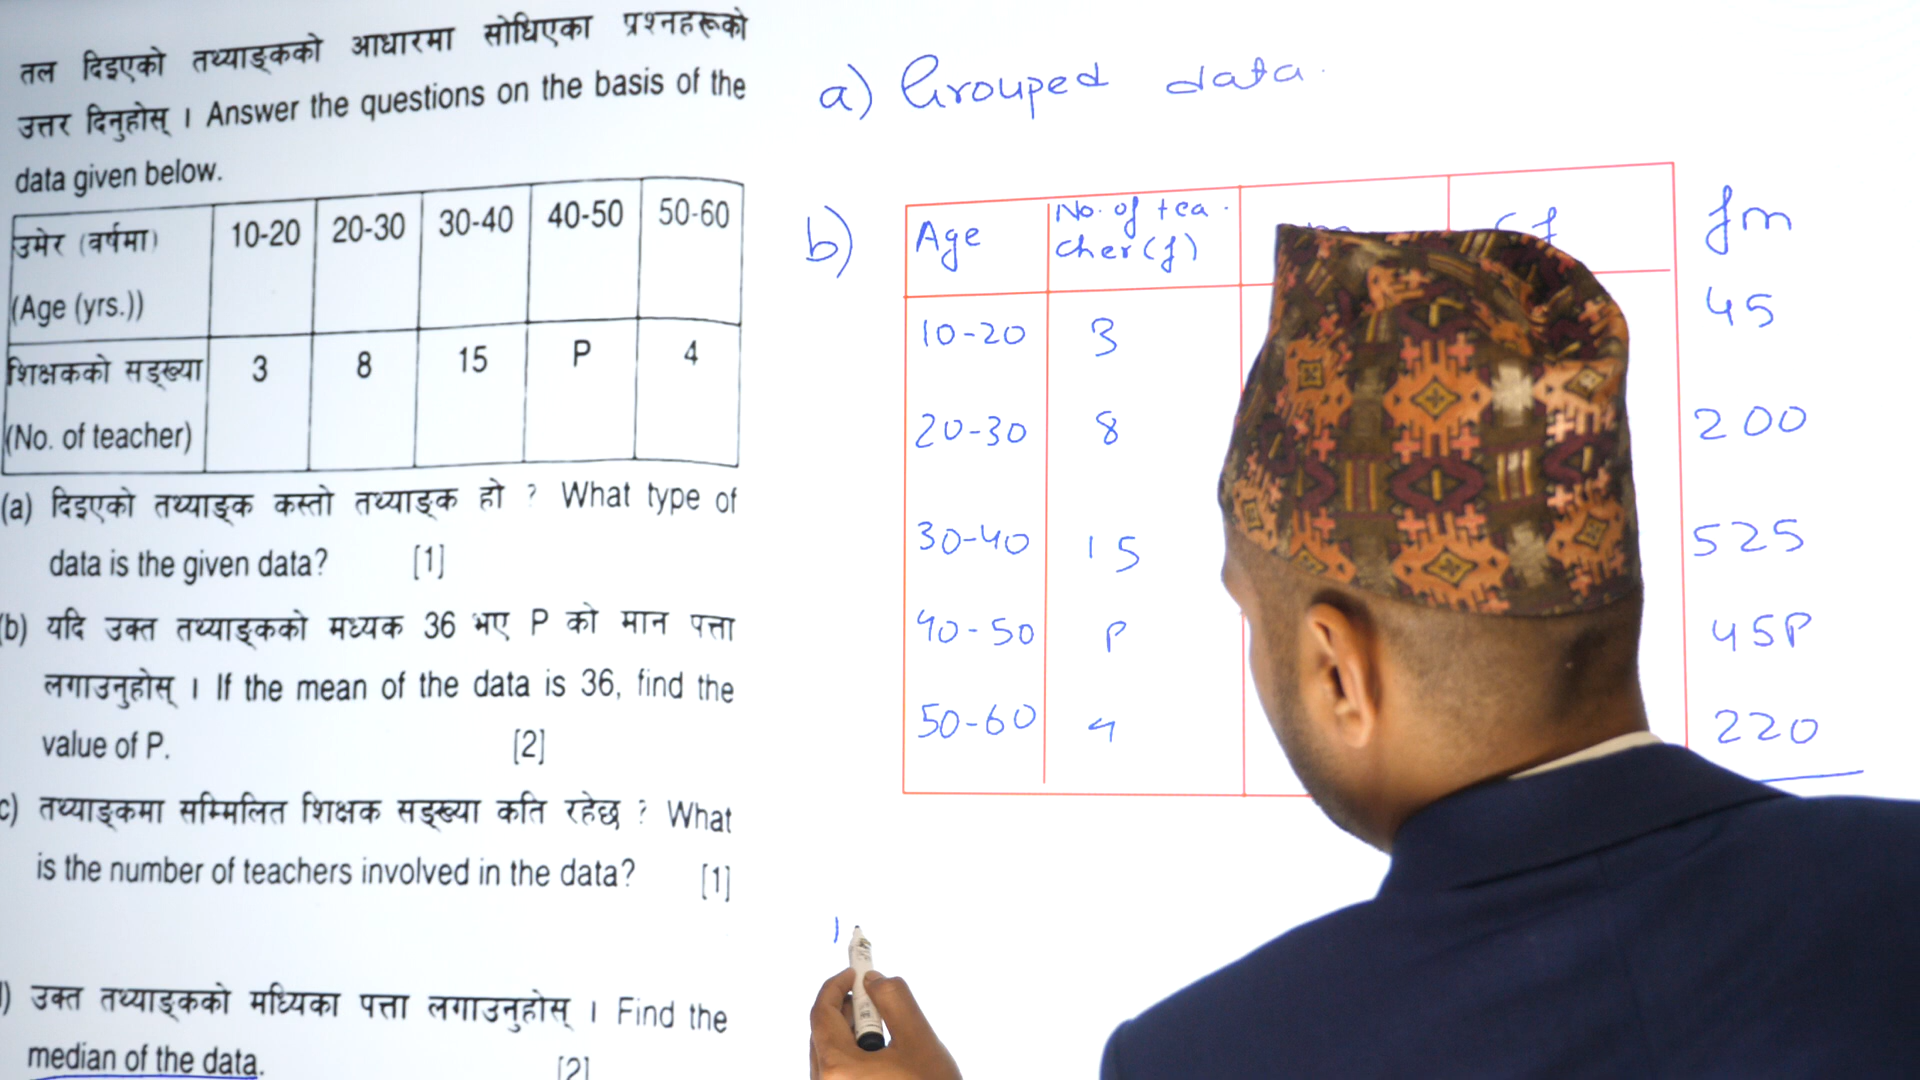 तल दिइएको तथ्याङ्कको आधारमा सोधिएका प्रश्नहरूको
उत्तर दिनुहोस् । Answer the questions on the basis of the
data given below.
उमेर (वर्षमा) 10-20 20-30 30-40 40-50 50-60
(Age (yrs.))
शिक्षकको सङ्ख्या 3 8 15 P 4
(No. of teacher)
(a) दिइएको तथ्याङ्क कस्तो तथ्याङ्क हो ? What type of
data is the given data? [1]
(b) यदि उक्त तथ्याङ्कको मध्यक 36 भए P को मान पत्ता
लगाउनुहोस् । If the mean of the data is 36, find the
value of P. [2]
c) तथ्याङ्कमा सम्मिलित शिक्षक सङ्ख्या कति रहेछ ? What
is the number of teachers involved in the data? [1]
) उक्त तथ्याङ्कको मध्यिका पत्ता लगाउनुहोस् । Find the
median of the data. [2]
a) Grouped data.
b)
Age No. of tea. cf fm
cher (f)
10-20 3 45
20-30 8 200
30-40 15 525
40-50 P 45P
50-60 4 220